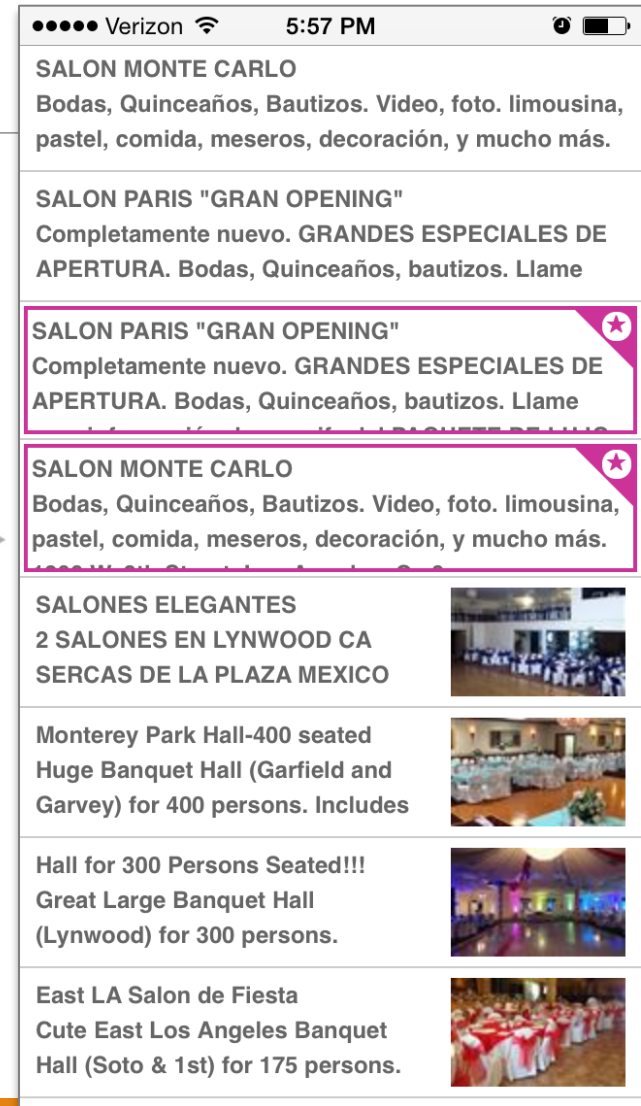 Verizon 5:57 PM
SALON MONTE CARLO
Bodas, Quinceaños, Bautizos. Video, foto. limousina,
pastel, comida, meseros, decoración, y mucho más.
SALON PARIS "GRAN OPENING"
Completamente nuevo. GRANDES ESPECIALES DE
APERTURA. Bodas, Quinceaños, bautizos. Llame
SALON PARIS "GRAN OPENING"
Completamente nuevo. GRANDES ESPECIALES DE
APERTURA. Bodas, Quinceaños, bautizos. Llame
SALON MONTE CARLO
Bodas, Quinceaños, Bautizos. Video, foto. limousina,
pastel, comida, meseros, decoración, y mucho más.
SALONES ELEGANTES
2 SALONES EN LYNWOOD CA
SERCAS DE LA PLAZA MEXICO
Monterey Park Hall-400 seated
Huge Banquet Hall (Garfield and
Garvey) for 400 persons. Includes
Hall for 300 Persons Seated!!!
Great Large Banquet Hall
(Lynwood) for 300 persons.
East LA Salon de Fiesta
Cute East Los Angeles Banquet
Hall (Soto & 1st) for 175 persons.